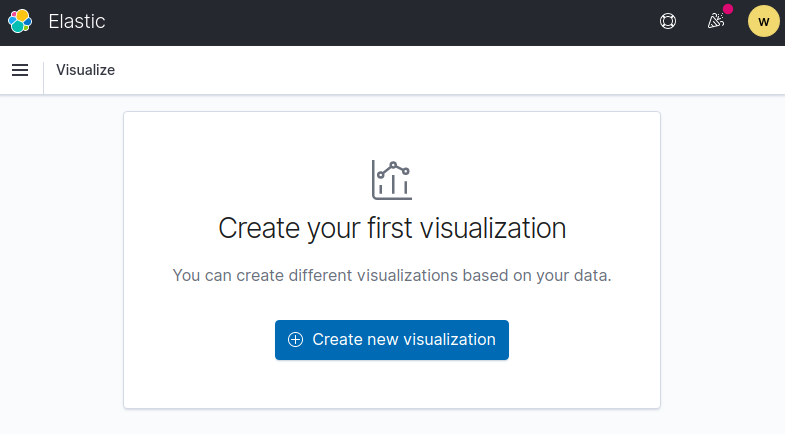 Elastic
w
Visualize
Create your first visualization
You can create different visualizations based on your data.
Create new visualization